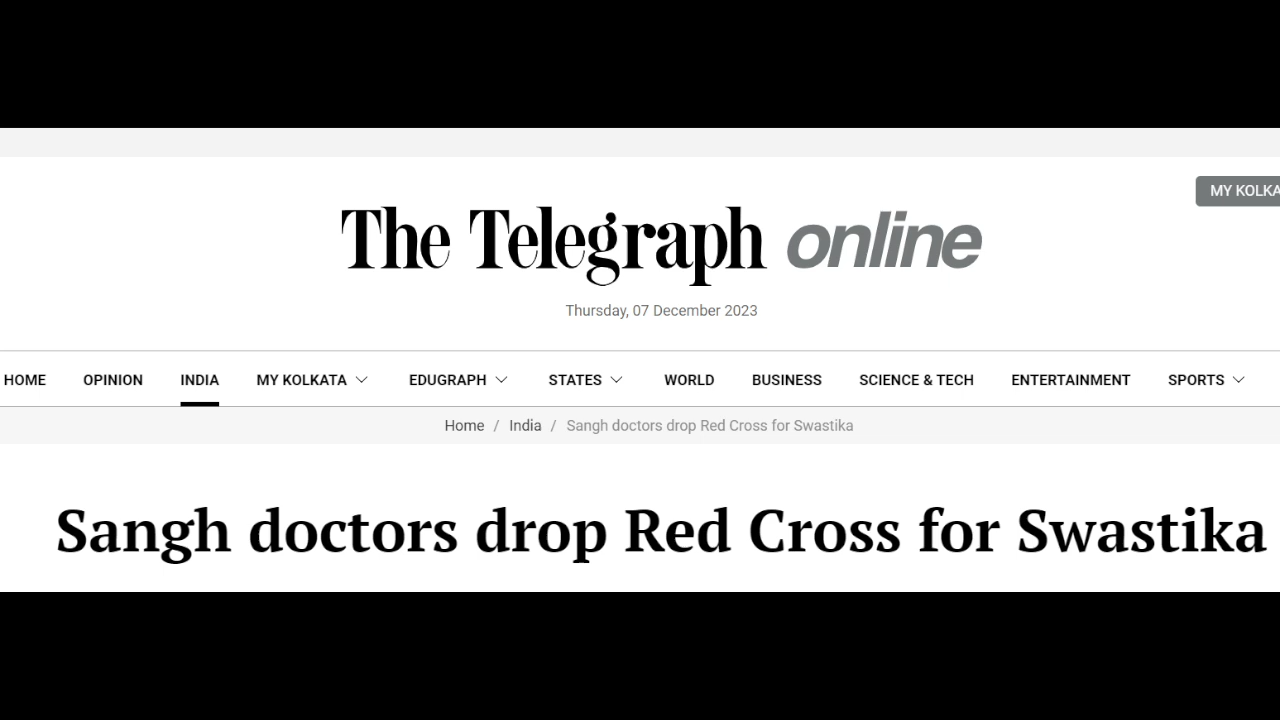 MY KOLKA
The Telegraph online
Thursday, 07 December 2023
HOME OPINION INDIA MY KOLKATA EDUGRAPH STATES WORLD BUSINESS SCIENCE & TECH ENTERTAINMENT SPORTS
Home / India / Sangh doctors drop Red Cross for Swastika
Sangh doctors drop Red Cross for Swastika